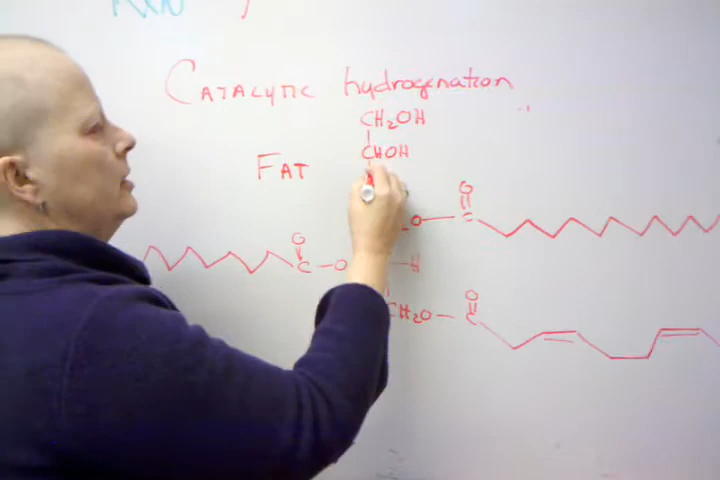 CATALYTIC hydrogenation
CH2OH
FAT
CHOH
O
O C
O
C O H
O
CH2O C